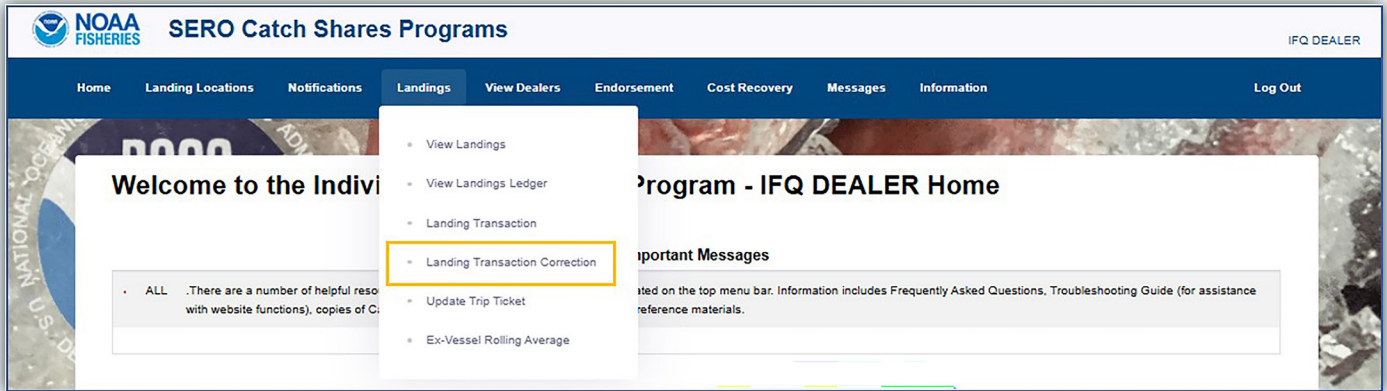 NOAA
FISHERIES
SERO Catch Shares Programs
IFQ DEALER
Home Landing Locations Notifications Landings View Dealers Endorsement Cost Recovery Messages Information Log Out
View Landings
View Landings Ledger
Landing Transaction
Landing Transaction Correction
Update Trip Ticket
Ex-Vessel Rolling Average
Welcome to the Indivi Program - IFQ DEALER Home
portant Messages
ALL .There are a number of helpful reso ated on the top menu bar. Information includes Frequently Asked Questions, Troubleshooting Guide (for assistance
with website functions), copies of Ca reference materials.
NATIONAL OCEANIC
U.S. DE